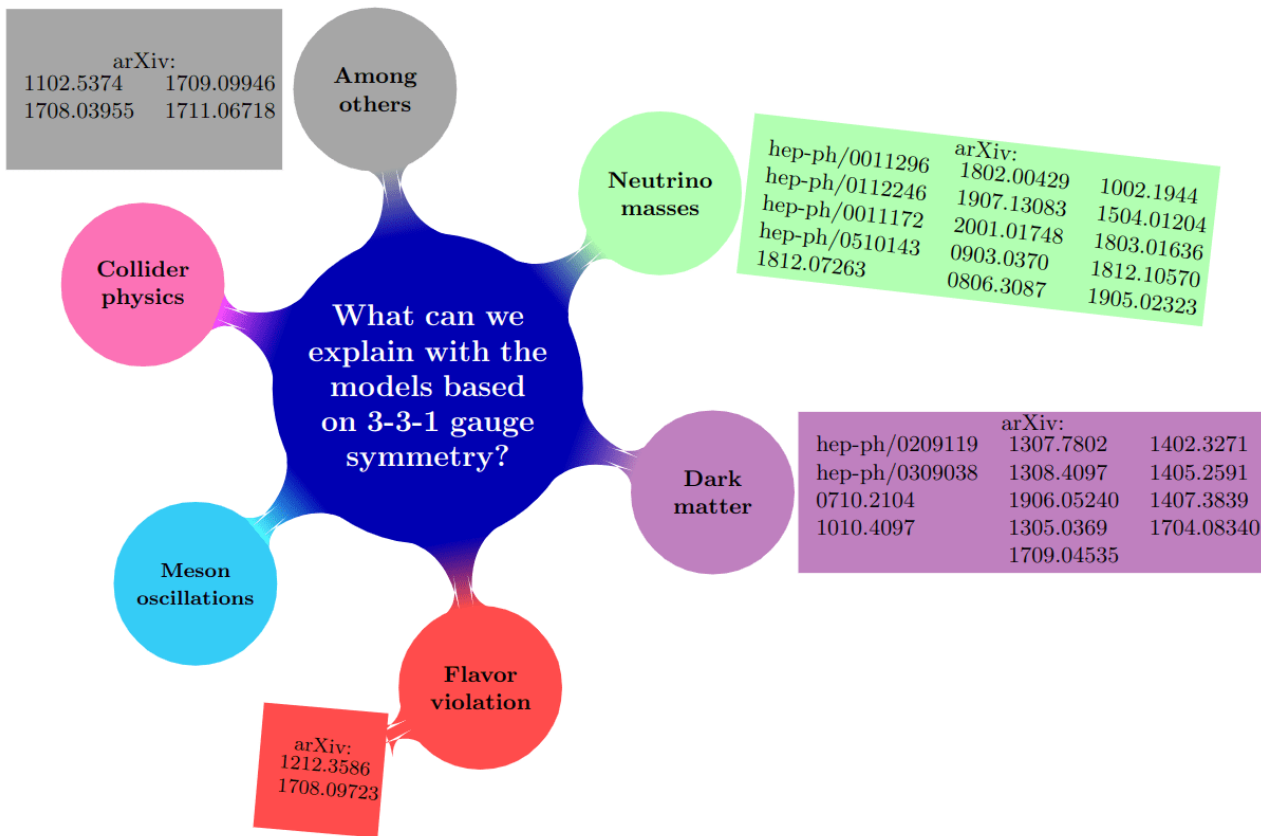 arXiv:
1102.5374 1709.09946
1708.03955 1711.06718
Among
others
Neutrino
masses
arXiv:
hep-ph/0011296 1802.00429 1002.1944
hep-ph/0112246 1907.13083 1504.01204
hep-ph/0011172 2001.01748 1803.01636
hep-ph/0510143 0903.0370 1812.10570
1812.07263 0806.3087 1905.02323
Collider
physics
What can we
explain with the
models based
on 3-3-1 gauge
symmetry?
Dark
matter
arXiv:
hep-ph/0209119 1307.7802 1402.3271
hep-ph/0309038 1308.4097 1405.2591
0710.2104 1906.05240 1407.3839
1010.4097 1305.0369 1704.08340
1709.04535
Meson
oscillations
Flavor
violation
arXiv:
1212.3586
1708.09723